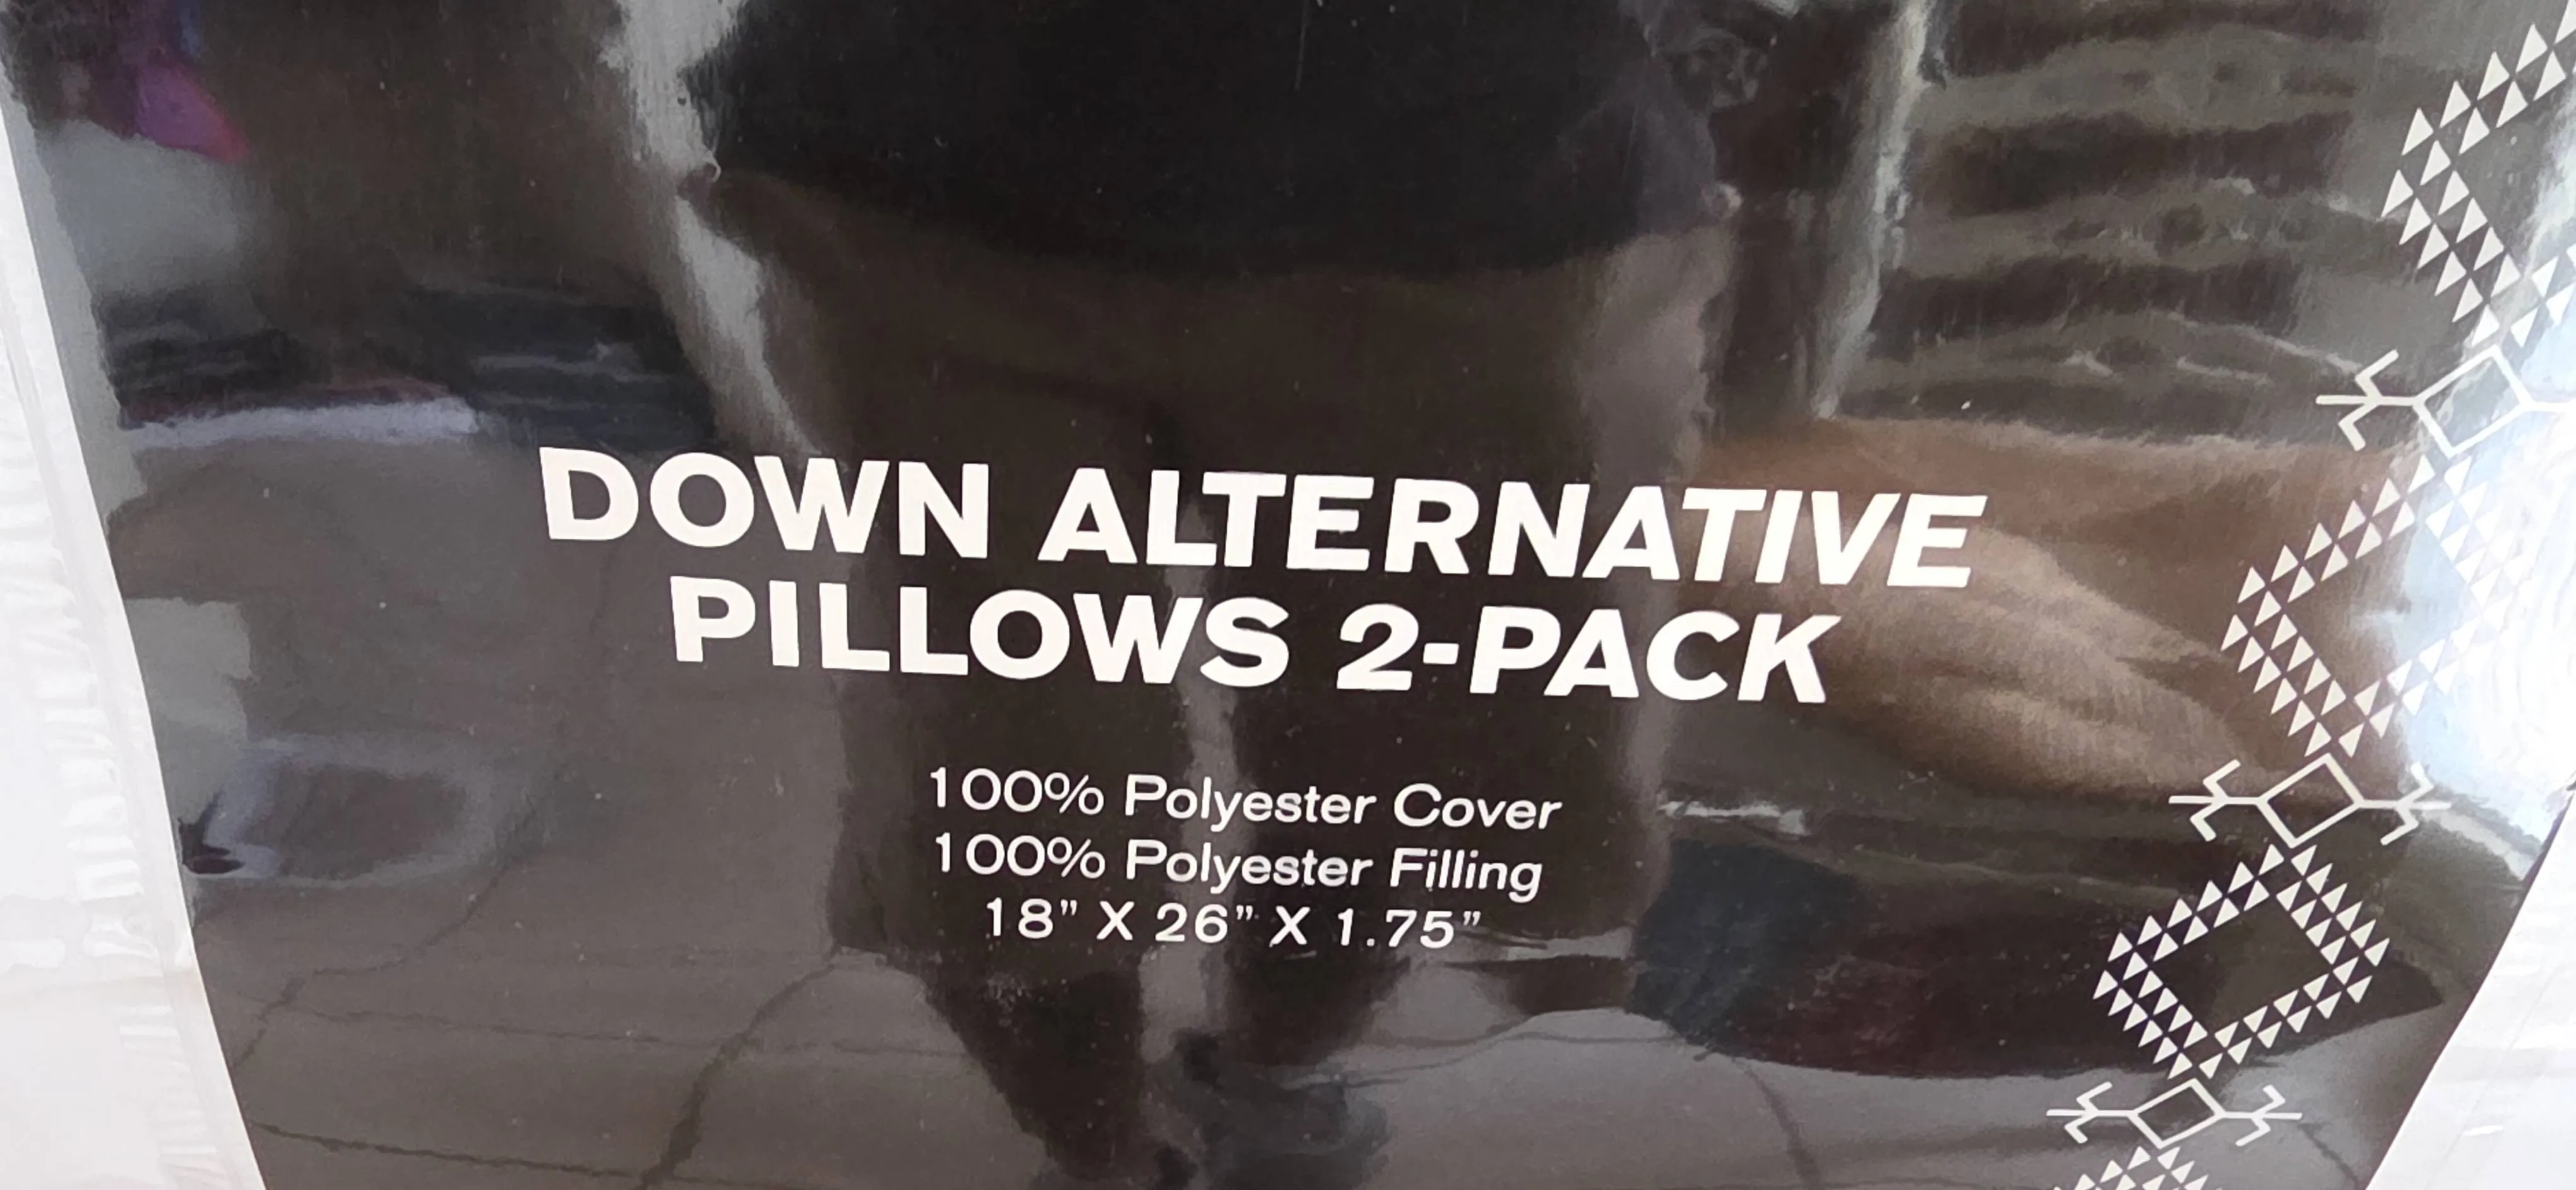 DOWN ALTERNATIVE
PILLOWS 2-PACK
100% Polyester Cover
100% Polyester Filling
18” X 26” X 1.75”